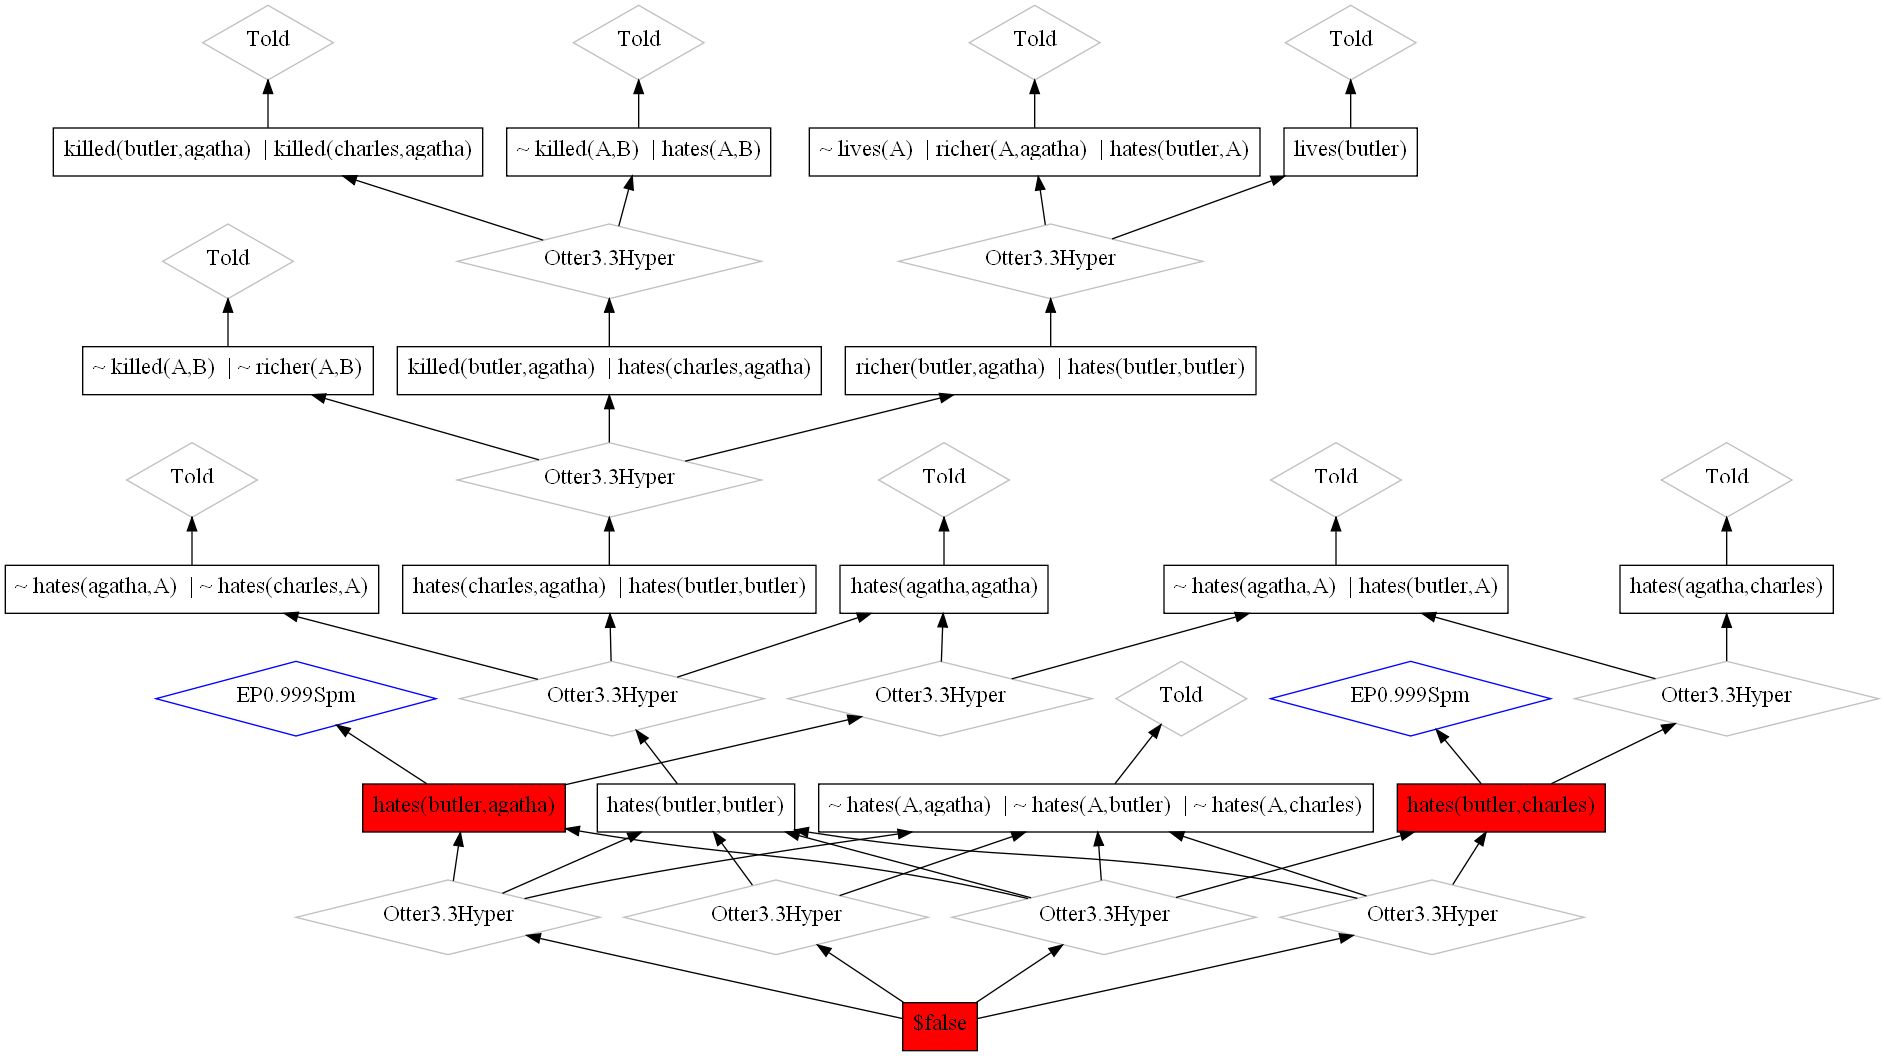 Told
Told
Told
Told
killed(butler,agatha) | killed(charles,agatha)
~ killed(A,B) | hates(A,B)
~ lives(A) | richer(A,agatha) | hates(butler,A)
lives(butler)
Told
Otter3.3Hyper
Otter3.3Hyper
~ killed(A,B) | ~ richer(A,B)
killed(butler,agatha) | hates(charles,agatha)
richer(butler,agatha) | hates(butler,butler)
Told
Otter3.3Hyper
Told
Told
Told
~ hates(agatha,A) | ~ hates(charles,A)
hates(charles,agatha) | hates(butler,butler)
hates(agatha,agatha)
~ hates(agatha,A) | hates(butler,A)
hates(agatha,charles)
EP0.999Spm
Otter3.3Hyper
Otter3.3Hyper
Told
EP0.999Spm
Otter3.3Hyper
hates(butler,agatha)
hates(butler,butler)
~ hates(A,agatha) | ~ hates(A,butler) | ~ hates(A,charles)
hates(butler,charles)
Otter3.3Hyper
Otter3.3Hyper
Otter3.3Hyper
Otter3.3Hyper
$false